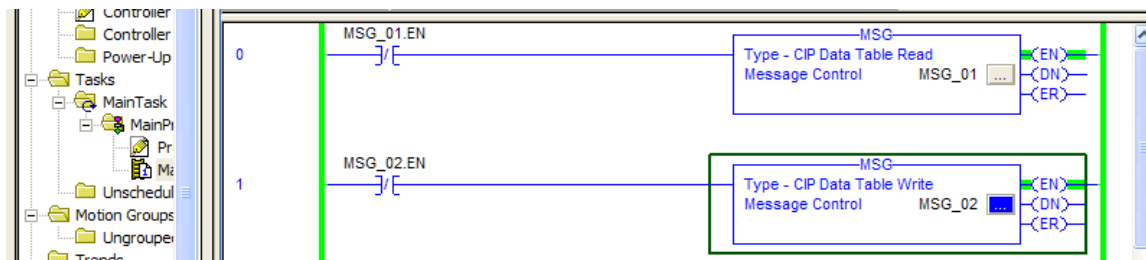 Controller
Controller
Power-Up
Tasks
MainTask
MainPr
Pr
Ma
Unschedul
Motion Groups
Ungroupe
Trends
0
MSG_01.EN
MSG
Type - CIP Data Table Read
Message Control MSG_01 ...
EN
DN
ER
1
MSG_02.EN
MSG
Type - CIP Data Table Write
Message Control MSG_02 ...
EN
DN
ER